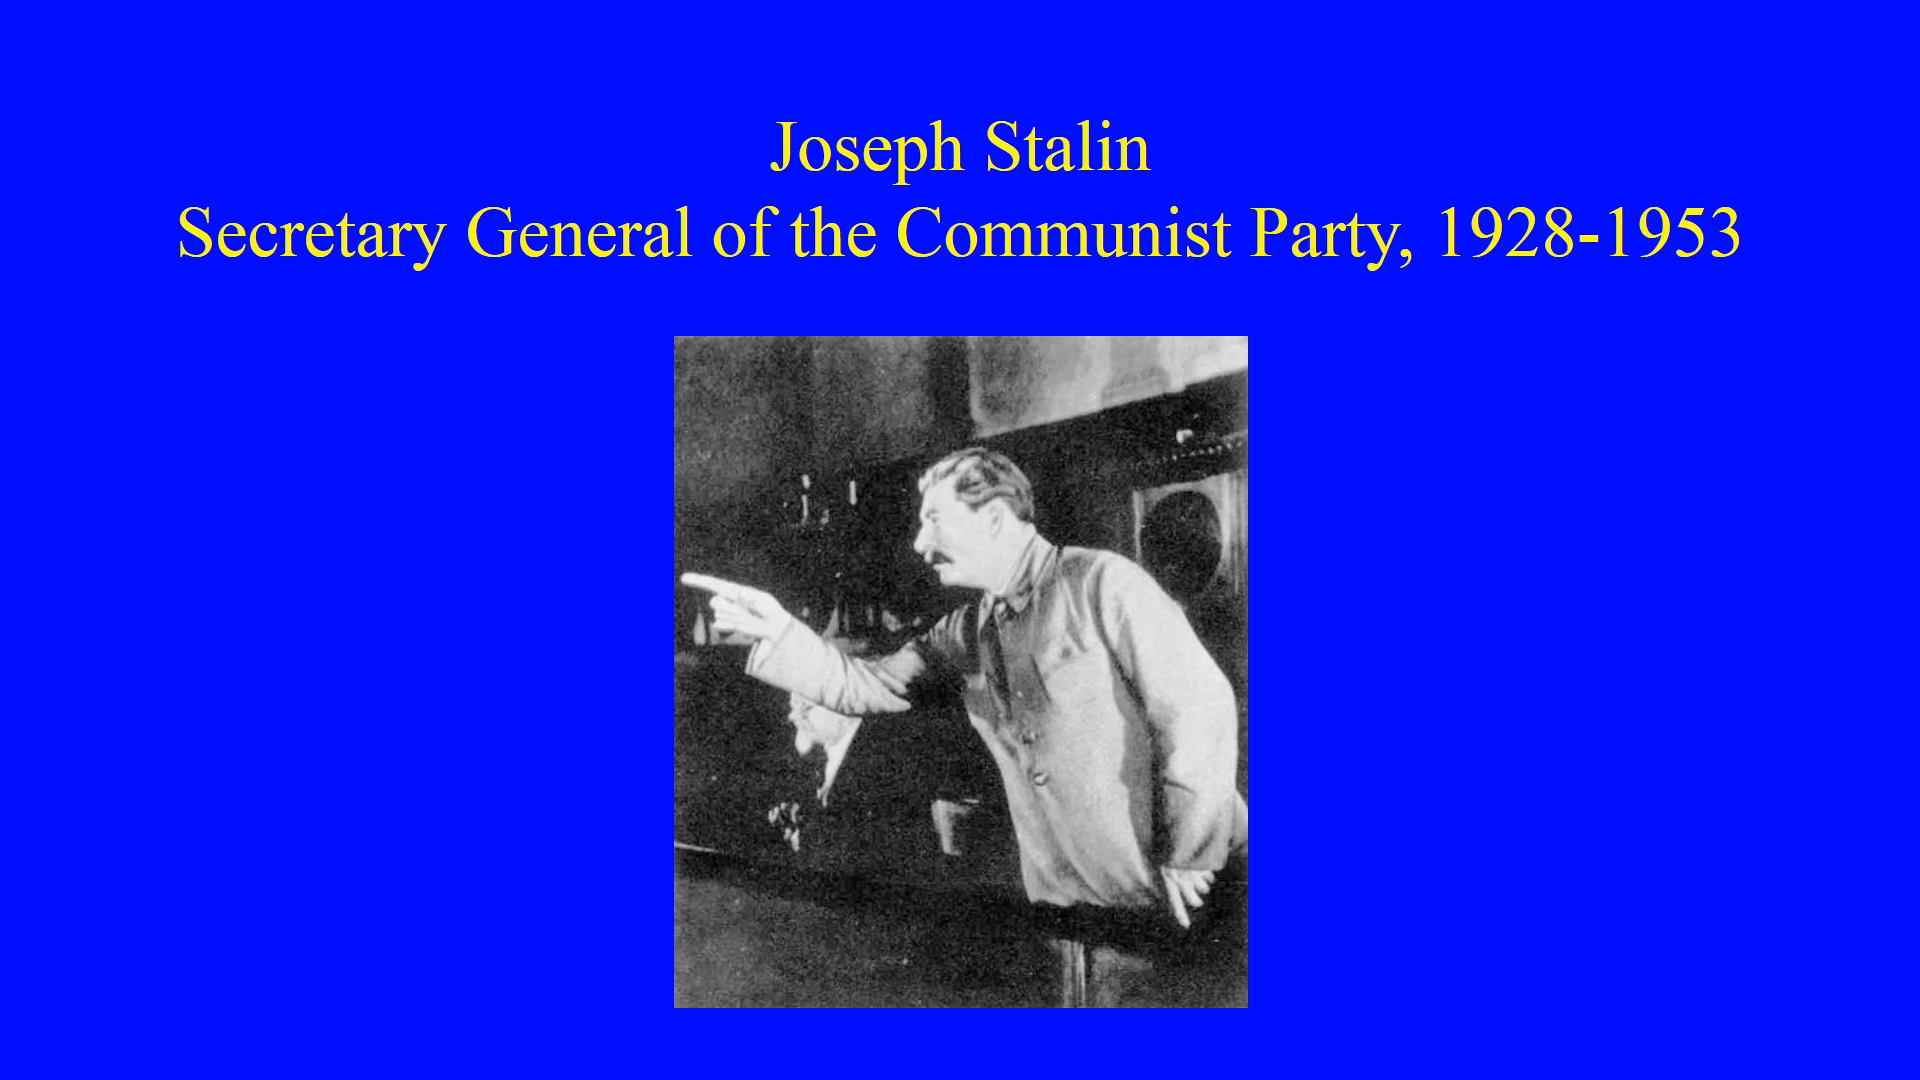 Joseph Stalin
Secretary General of the Communist Party, 1928-1953